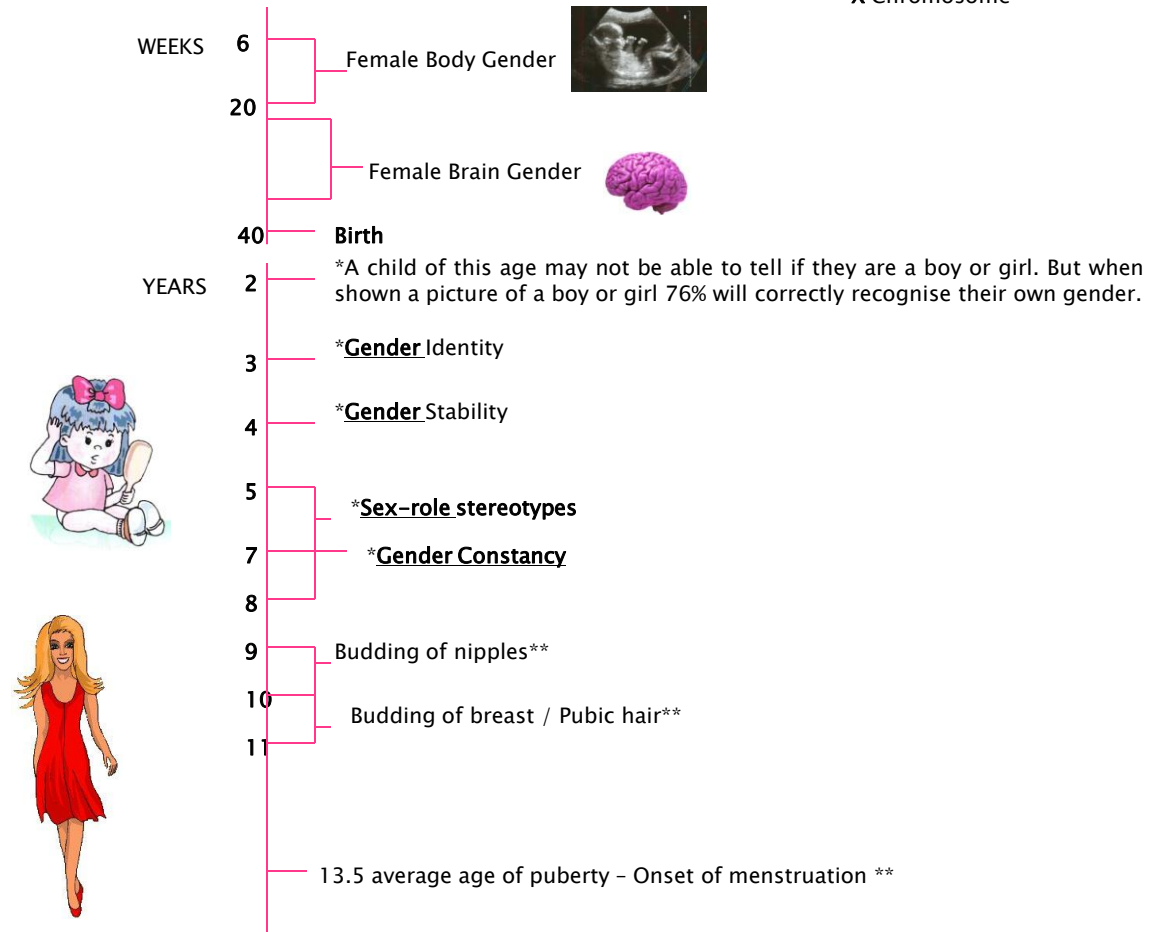 X Chromosome
WEEKS 6
Female Body Gender
20
Female Brain Gender
40 Birth
*A child of this age may not be able to tell if they are a boy or girl. But when
YEARS 2
shown a picture of a boy or girl 76% will correctly recognise their own gender.
3 *Gender Identity
4 *Gender Stability
5
*Sex-role stereotypes
7 *Gender Constancy
8
9 Budding of nipples**
10
Budding of breast / Pubic hair**
11
13.5 average age of puberty – Onset of menstruation **